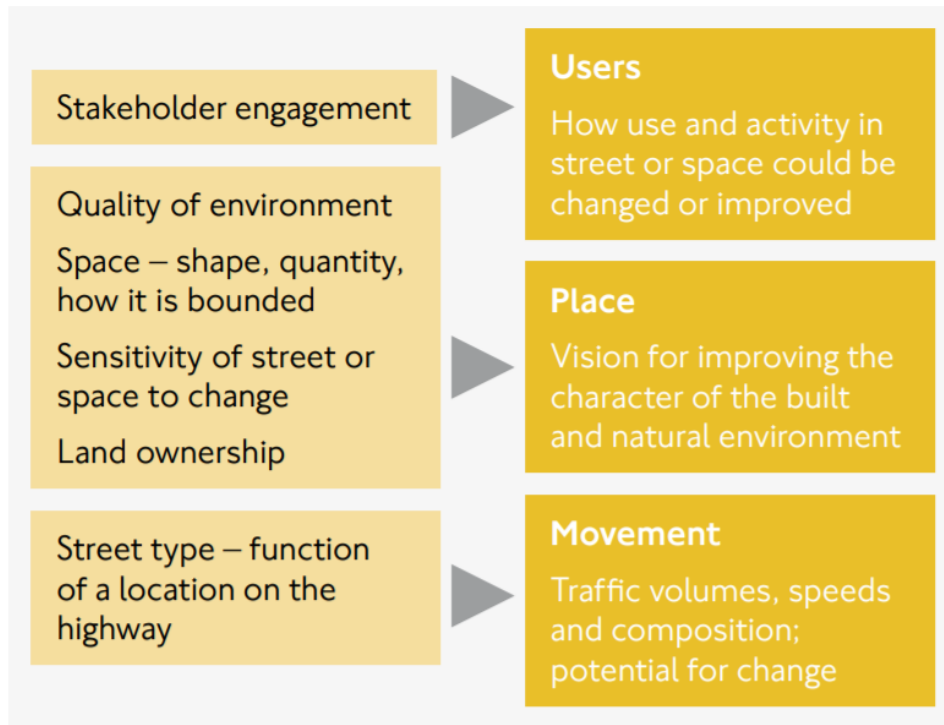 Stakeholder engagement
Users
How use and activity in
street or space could be
changed or improved
Quality of environment
Space – shape, quantity,
how it is bounded
Sensitivity of street or
space to change
Land ownership
Place
Vision for improving the
character of the built
and natural environment
Street type – function
of a location on the
highway
Movement
Traffic volumes, speeds
and composition;
potential for change